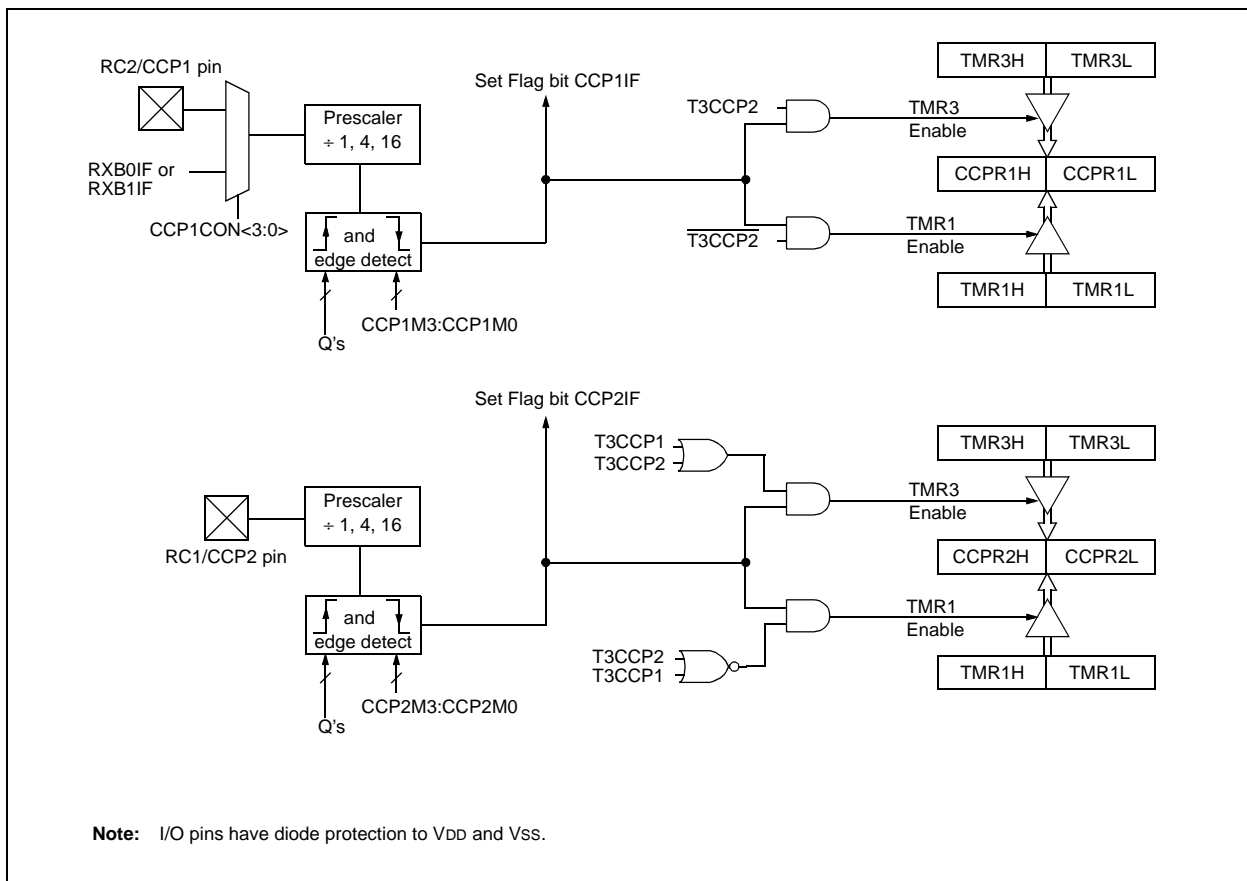 RC2/CCP1 pin
Set Flag bit CCP1IF
TMR3H
TMR3L
Prescaler
÷ 1, 4, 16
T3CCP2
TMR3
Enable
RXB0IF or
RXB1IF
CCPR1H
CCPR1L
CCP1CON<3:0>
and
edge detect
T3CCP2
TMR1
Enable
TMR1H
TMR1L
CCP1M3:CCP1M0
Q's
Set Flag bit CCP2IF
T3CCP1
T3CCP2
TMR3H
TMR3L
Prescaler
÷ 1, 4, 16
TMR3
Enable
RC1/CCP2 pin
CCPR2H
CCPR2L
and
edge detect
TMR1
Enable
T3CCP2
T3CCP1
TMR1H
TMR1L
CCP2M3:CCP2M0
Q's
Note: I/O pins have diode protection to VDD and VSS.